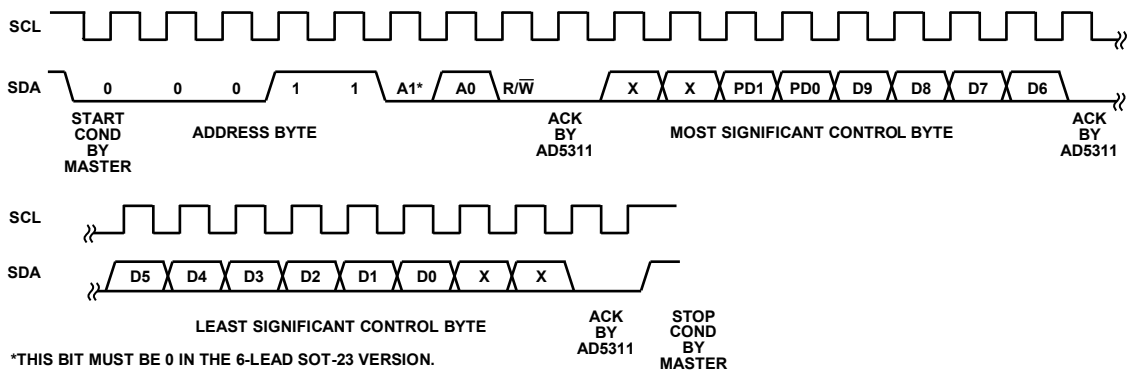 SCL
SDA 0 0 0 1 1 A1* A0 R/W̅ X X PD1 PD0 D9 D8 D7 D6
START COND BY MASTER
ADDRESS BYTE
ACK BY AD5311
MOST SIGNIFICANT CONTROL BYTE
ACK BY AD5311
SCL
SDA D5 D4 D3 D2 D1 D0 X X
LEAST SIGNIFICANT CONTROL BYTE
ACK BY AD5311
STOP COND BY MASTER
*THIS BIT MUST BE 0 IN THE 6-LEAD SOT-23 VERSION.